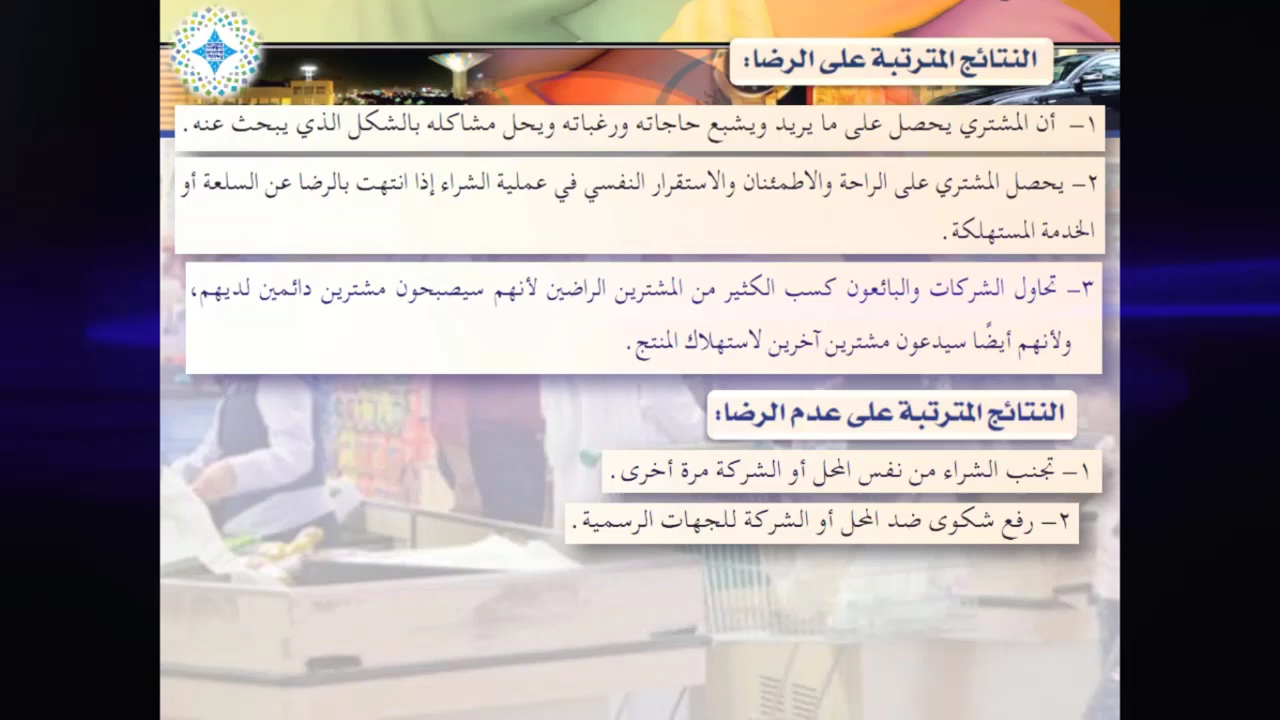 النتائج المترتبة على الرضا:
١- أن المشتري يحصل على ما يريد ويشبع حاجاته ورغباته ويحل مشاكله بالشكل الذي يبحث عنه.
٢- يحصل المشتري على الراحة والاطمئنان والاستقرار النفسي في عملية الشراء إذا انتهت بالرضا عن السلعة أو
الخدمة المستهلكة.
٣- تحاول الشركات والبائعون كسب الكثير من المشترين الراضين لأنهم سيصبحون مشترين دائمين لديهم،
ولأنهم أيضًا سيدعون مشترين آخرين لاستهلاك المنتج.
النتائج المترتبة على عدم الرضا:
١- تجنب الشراء من نفس المحل أو الشركة مرة أخرى.
٢- رفع شكوى ضد المحل أو الشركة للجهات الرسمية.